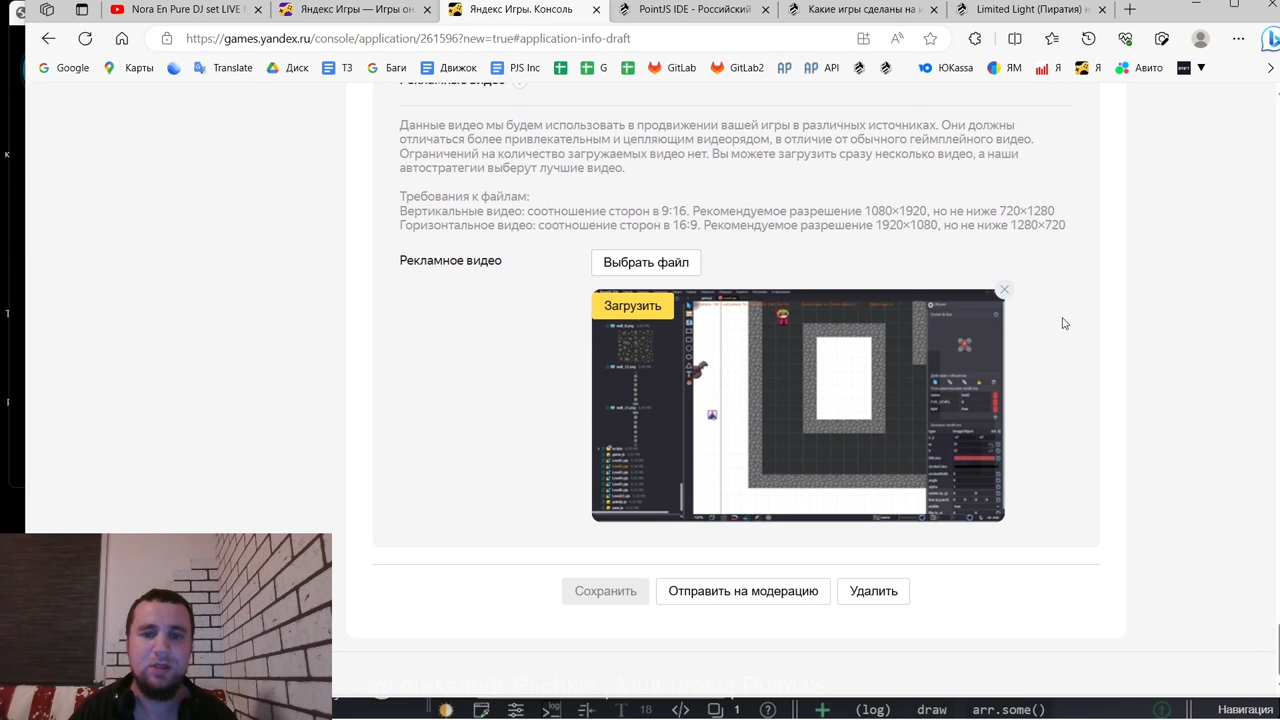 Nora En Pure DJ set LIVE f
Яндекс Игры — Игры он
Яндекс Игры. Консоль
PointJS IDE - Российский
Какие игры сделаны на и
Limited Light (Пиратия) н
https://games.yandex.ru/console/application/261596?new=true#application-info-draft
Google
Карты
Translate
Диск
ТЗ
Баги
Движок
PJS Inc
G
GitLab
GitLab2
AP
API
ЮKassa
ЯМ
Я
Я
Авито
Рекламные видео
Данные видео мы будем использовать в продвижении вашей игры в различных источниках. Они должны
отличаться более привлекательным и цепляющим видеорядом, в отличие от обычного геймплейного видео.
Ограничений на количество загружаемых видео нет. Вы можете загрузить сразу несколько видео, а наши
автостратегии выберут лучшие видео.
Требования к файлам:
Вертикальные видео: соотношение сторон в 9:16. Рекомендуемое разрешение 1080×1920, но не ниже 720×1280
Горизонтальное видео: соотношение сторон в 16:9. Рекомендуемое разрешение 1920×1080, но не ниже 1280×720
Рекламное видео
Выбрать файл
Загрузить
Сохранить
Отправить на модерацию
Удалить
18
1
(log)
draw
arr.some()
Навигация